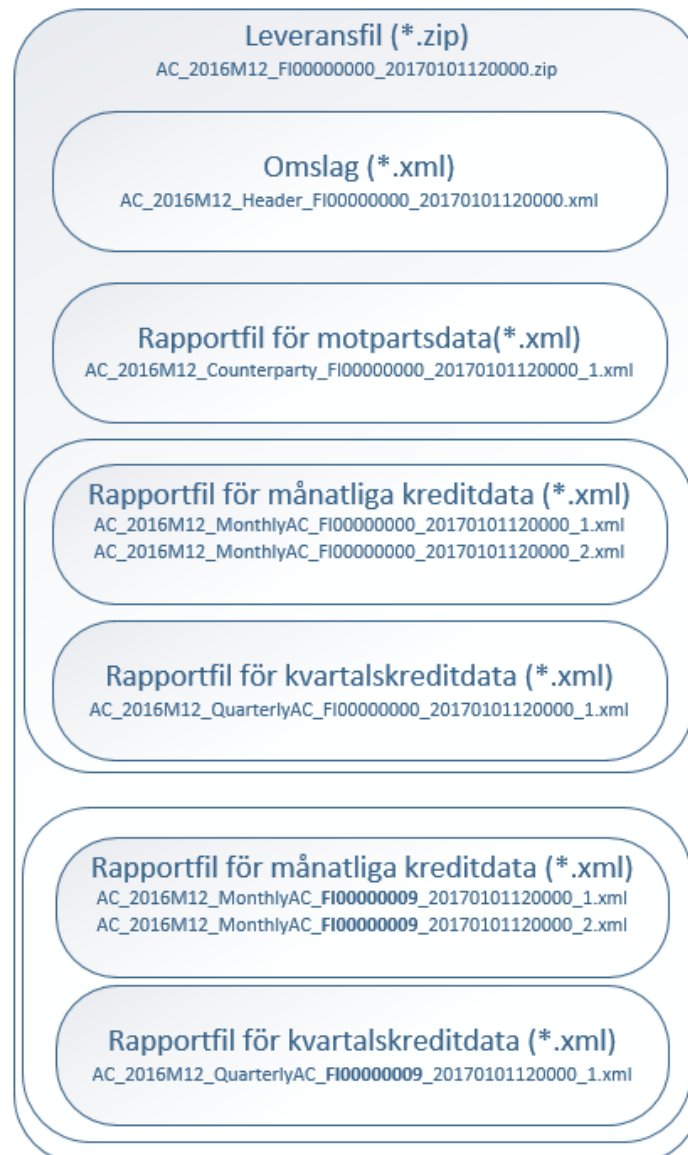 Leveransfil (*.zip)
AC_2016M12_FI00000000_20170101120000.zip
Omslag (*.xml)
AC_2016M12_Header_FI00000000_20170101120000.xml
Rapportfil för motpartsdata(*.xml)
AC_2016M12_Counterparty_FI00000000_20170101120000_1.xml
Rapportfil för månatliga kreditdata (*.xml)
AC_2016M12_MonthlyAC_FI00000000_20170101120000_1.xml
AC_2016M12_MonthlyAC_FI00000000_20170101120000_2.xml
Rapportfil för kvartalskreditdata (*.xml)
AC_2016M12_QuarterlyAC_FI00000000_20170101120000_1.xml
Rapportfil för månatliga kreditdata (*.xml)
AC_2016M12_MonthlyAC_FI00000009_20170101120000_1.xml
AC_2016M12_MonthlyAC_FI00000009_20170101120000_2.xml
Rapportfil för kvartalskreditdata (*.xml)
AC_2016M12_QuarterlyAC_FI00000009_20170101120000_1.xml